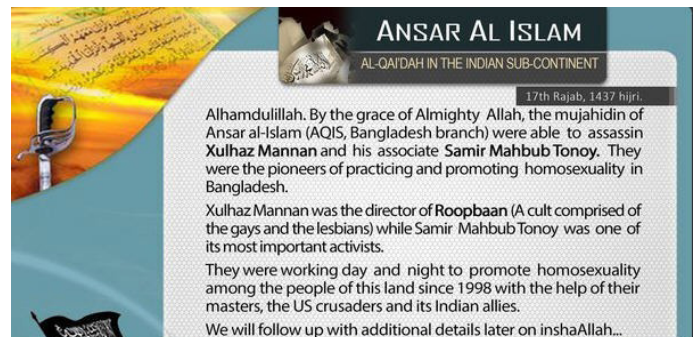 ANSAR AL ISLAM
AL-QAI'DAH IN THE INDIAN SUB-CONTINENT
17th Rajab, 1437 hijri.
Alhamdulillah. By the grace of Almighty Allah, the mujahidin of
Ansar al-Islam (AQIS, Bangladesh branch) were able to assassin
Xulhaz Mannan and his associate Samir Mahbub Tonoy. They
were the pioneers of practicing and promoting homosexuality in
Bangladesh.
Xulhaz Mannan was the director of Roopbaan (A cult comprised of
the gays and the lesbians) while Samir Mahbub Tonoy was one of
its most important activists.
They were working day and night to promote homosexuality
among the people of this land since 1998 with the help of their
masters, the US crusaders and its Indian allies.
We will follow up with additional details later on inshaAllah...